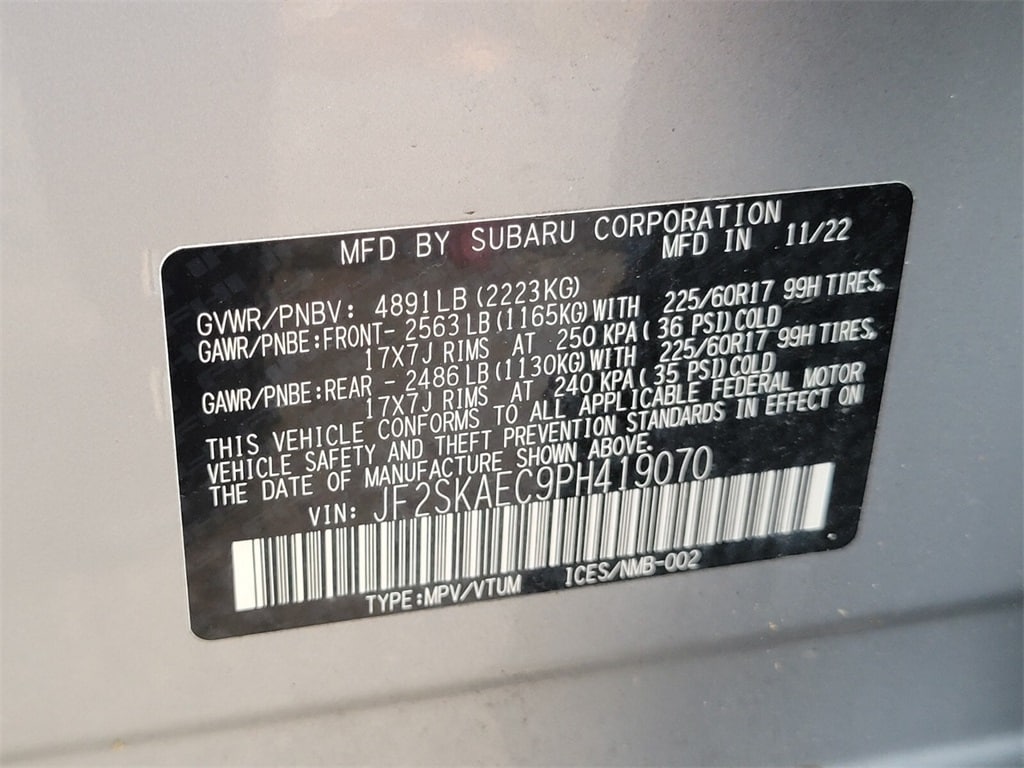 MFD BY SUBARU CORPORATION
MFD IN 11/22
GVWR/PNBV: 4891LB(2223KG)
GAWR/PNBE:FRONT- 2563LB(1165KG)WITH 225/60R17 99H TIRES,
17X7J RIMS AT 250 KPA( 36 PSI)COLD
GAWR/PNBE:REAR - 2486LB(1130KG)WITH 225/60R17 99H TIRES,
17X7J RIMS AT 240 KPA( 35 PSI)COLD
THIS VEHICLE CONFORMS TO ALL APPLICABLE FEDERAL MOTOR
VEHICLE SAFETY AND THEFT PREVENTION STANDARDS IN EFFECT ON
THE DATE OF MANUFACTURE SHOWN ABOVE.
VIN: JF2SKAEC9PH419070
TYPE:MPV/VTUM ICES/NMB-002